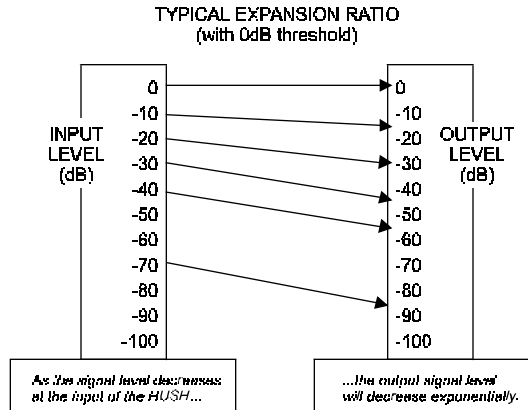 TYPICAL EXPANSION RATIO
(with 0dB threshold)
INPUT
LEVEL
(dB)
0
-10
-20
-30
-40
-50
-60
-70
-80
-90
-100
0
-10
-20
-30
-40
-50
-60
-70
-80
-90
-100
OUTPUT
LEVEL
(dB)
As the signal level decreases
at the input of the HUSH...
...the output signal level
will decrease exponentially.